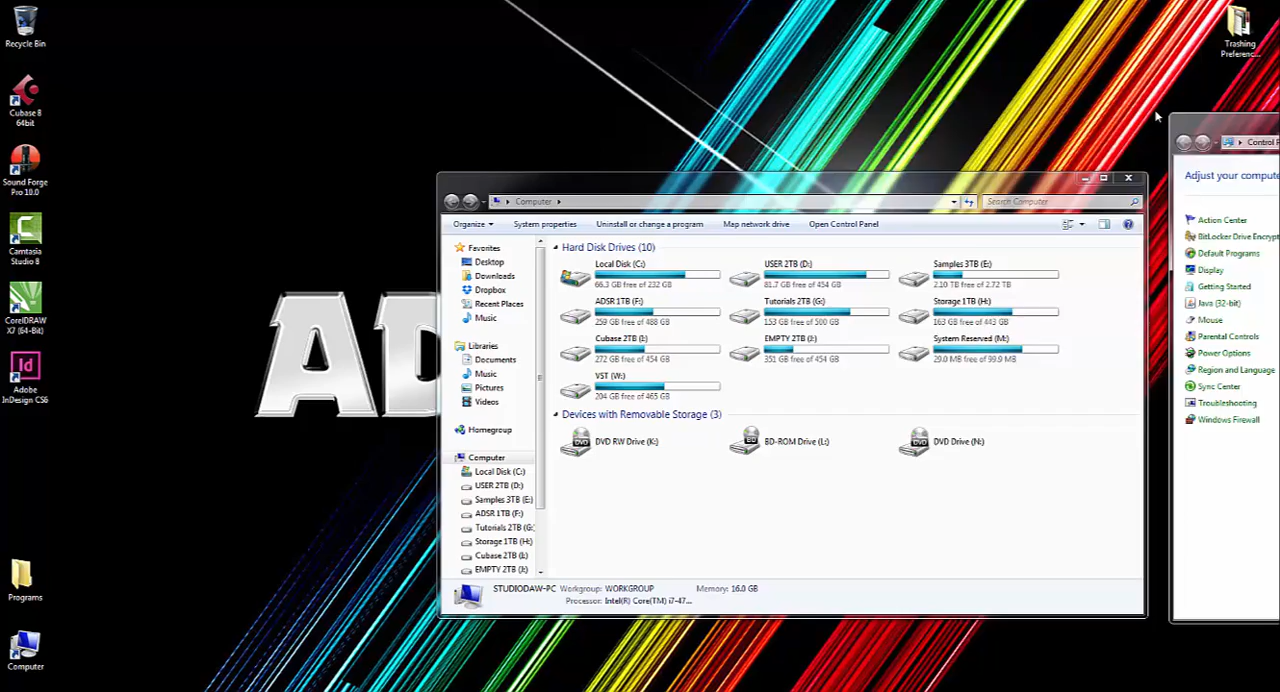 Recycle Bin
Cubase 8
64bit
Sound Forge
Pro 10.0
Camtasia
Studio 8
CorelDRAW
X7 (64-Bit)
Id
Adobe
InDesign CS6
Programs
Computer
Trashing
Preferenc...
Computer
Search Computer
Organize
System properties
Uninstall or change a program
Map network drive
Open Control Panel
Favorites
Desktop
Downloads
Dropbox
Recent Places
Music
Libraries
Documents
Music
Pictures
Videos
Homegroup
Computer
Local Disk (C:)
USER 2TB (D:)
Samples 3TB (E:)
ADSR 1TB (F:)
Tutorials 2TB (G:
Storage 1TB (H:)
Cubase 2TB (I:)
EMPTY 2TB (J:)
Hard Disk Drives (10)
Local Disk (C:)
66.3 GB free of 232 GB
USER 2TB (D:)
81.7 GB free of 454 GB
Samples 3TB (E:)
2.10 TB free of 2.72 TB
ADSR 1TB (F:)
259 GB free of 488 GB
Tutorials 2TB (G:)
153 GB free of 500 GB
Storage 1TB (H:)
163 GB free of 443 GB
Cubase 2TB (I:)
272 GB free of 454 GB
EMPTY 2TB (J:)
351 GB free of 454 GB
System Reserved (M:)
29.0 MB free of 99.9 MB
VST (W:)
204 GB free of 465 GB
Devices with Removable Storage (3)
DVD RW Drive (K:)
BD-ROM Drive (L:)
DVD Drive (N:)
STUDIODAW-PC Workgroup: WORKGROUP Memory: 16.0 GB
Processor: Intel(R) Core(TM) i7-47...
Control P
Adjust your compute
Action Center
BitLocker Drive Encrypt
Default Programs
Display
Getting Started
Java (32-bit)
Mouse
Parental Controls
Power Options
Region and Language
Sync Center
Troubleshooting
Windows Firewall